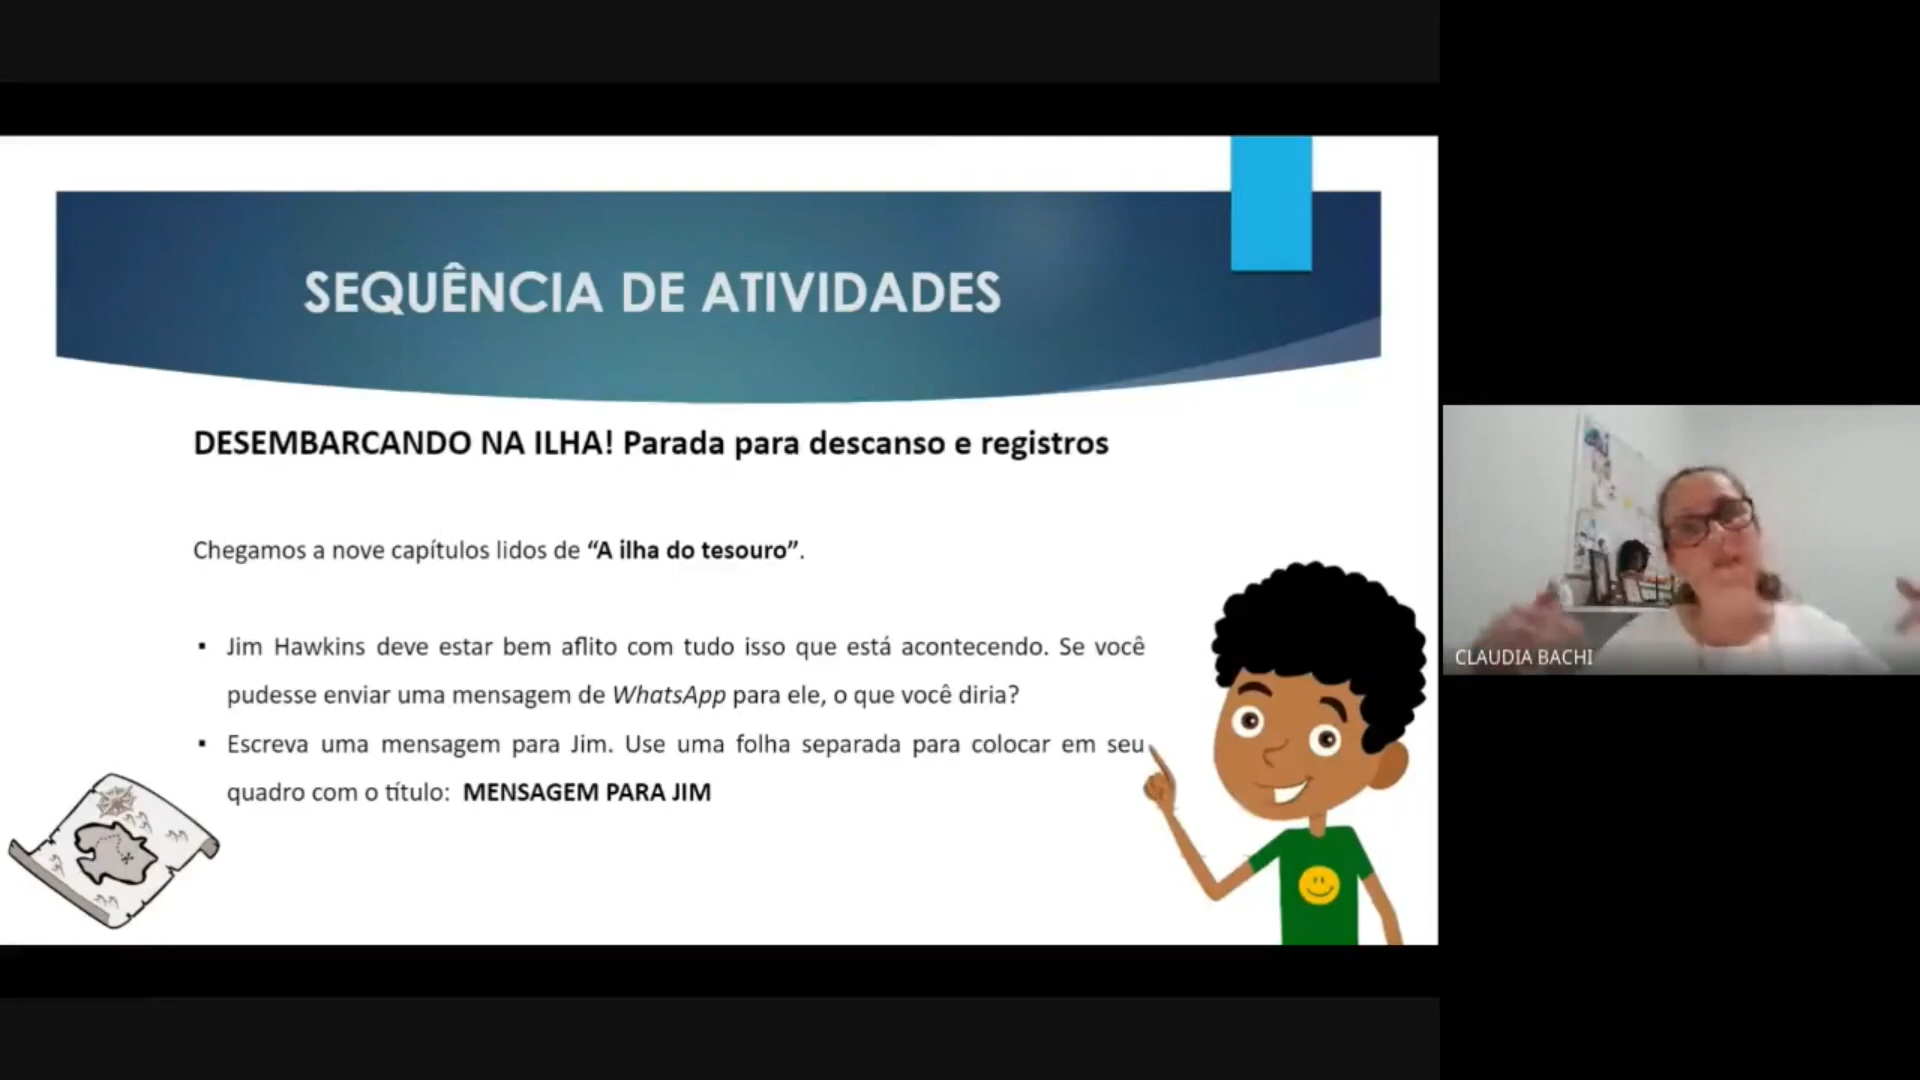 SEQUÊNCIA DE ATIVIDADES
DESEMBARCANDO NA ILHA! Parada para descanso e registros
Chegamos a nove capítulos lidos de “A ilha do tesouro”.
▪ Jim Hawkins deve estar bem aflito com tudo isso que está acontecendo. Se você
pudesse enviar uma mensagem de WhatsApp para ele, o que você diria?
▪ Escreva uma mensagem para Jim. Use uma folha separada para colocar em seu
quadro com o título: MENSAGEM PARA JIM
CLAUDIA BACHI